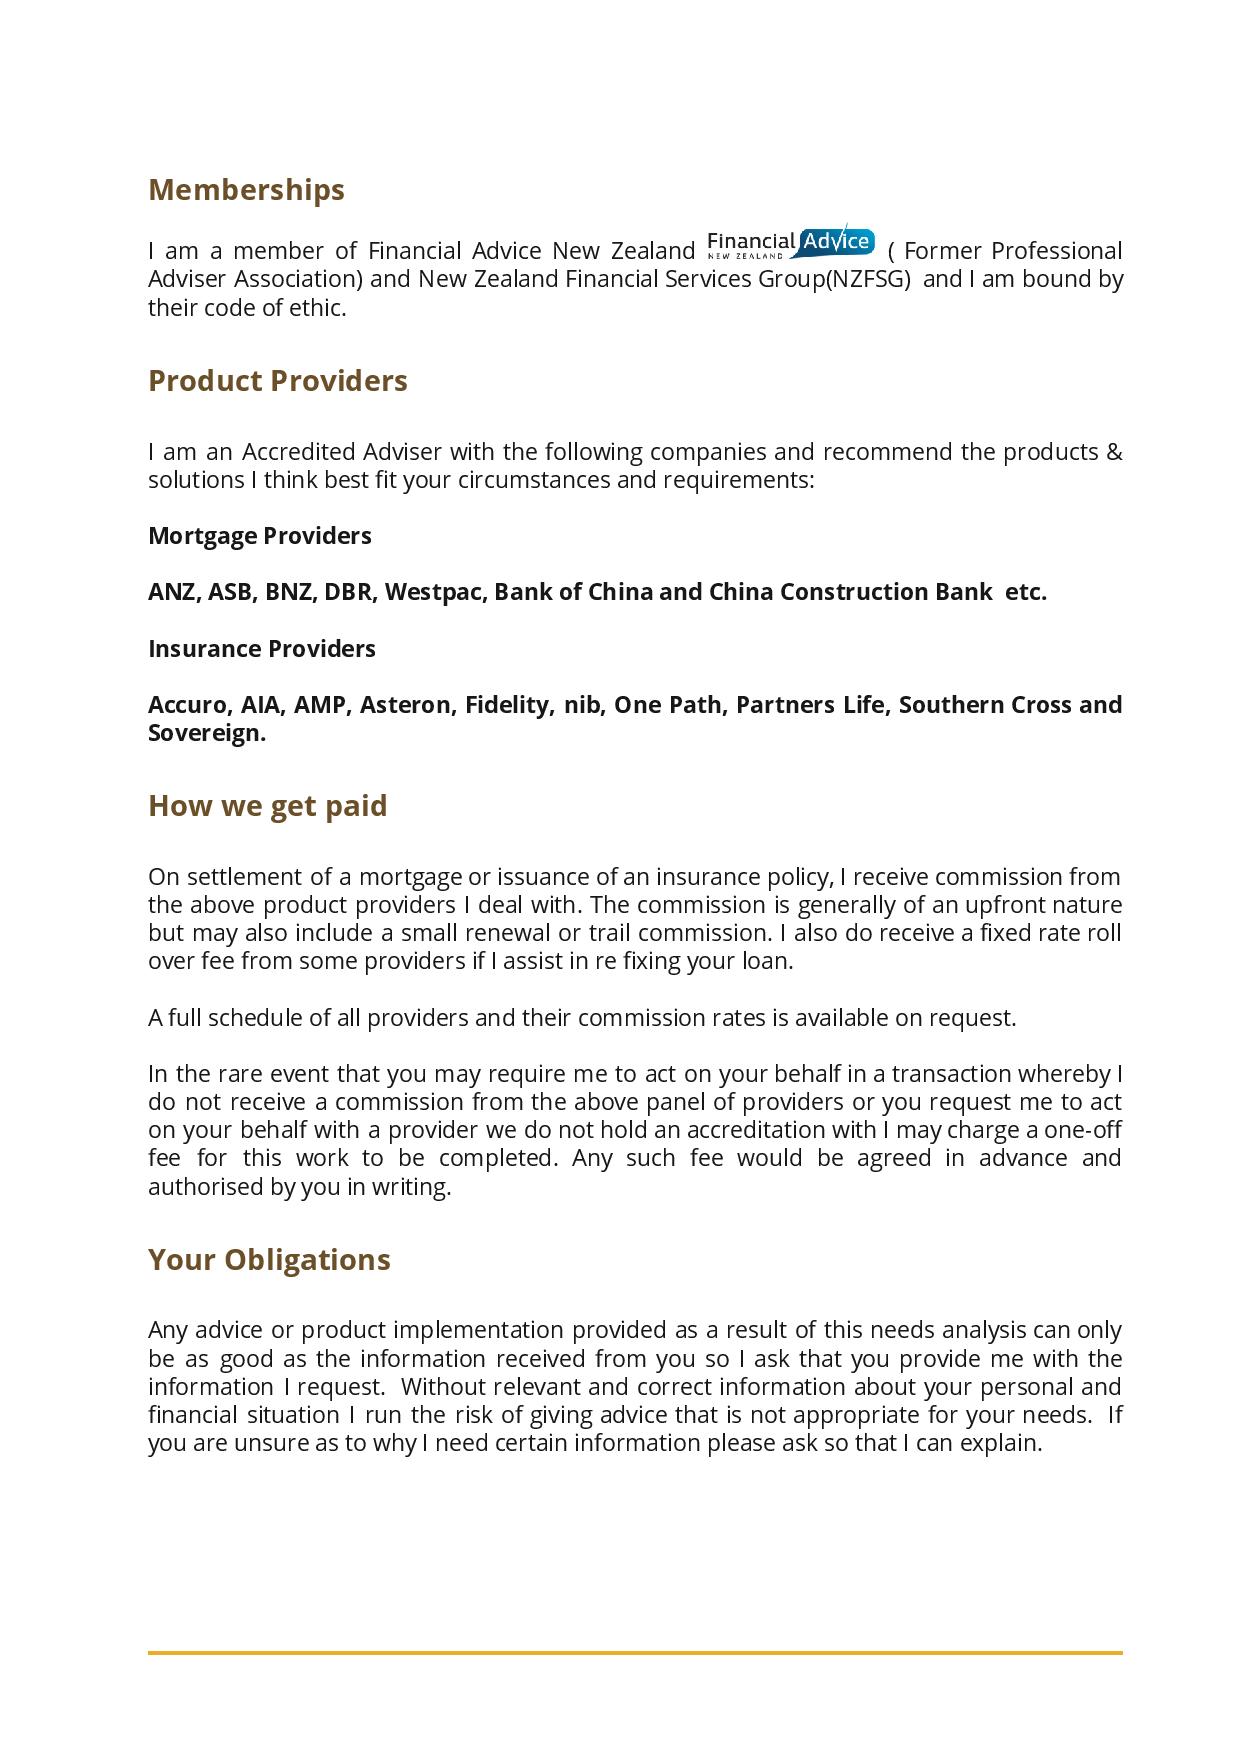 Memberships
I am a member of Financial Advice New Zealand Financial Advice NEW ZEALAND ( Former Professional
Adviser Association) and New Zealand Financial Services Group(NZFSG)  and I am bound by
their code of ethic.
Product Providers
I am an Accredited Adviser with the following companies and recommend the products &
solutions I think best fit your circumstances and requirements:
Mortgage Providers
ANZ, ASB, BNZ, DBR, Westpac, Bank of China and China Construction Bank  etc.
Insurance Providers
Accuro, AIA, AMP, Asteron, Fidelity, nib, One Path, Partners Life, Southern Cross and
Sovereign.
How we get paid
On settlement of a mortgage or issuance of an insurance policy, I receive commission from
the above product providers I deal with. The commission is generally of an upfront nature
but may also include a small renewal or trail commission. I also do receive a fixed rate roll
over fee from some providers if I assist in re fixing your loan.
A full schedule of all providers and their commission rates is available on request.
In the rare event that you may require me to act on your behalf in a transaction whereby I
do not receive a commission from the above panel of providers or you request me to act
on your behalf with a provider we do not hold an accreditation with I may charge a one-off
fee for this work to be completed. Any such fee would be agreed in advance and
authorised by you in writing.
Your Obligations
Any advice or product implementation provided as a result of this needs analysis can only
be as good as the information received from you so I ask that you provide me with the
information I request.  Without relevant and correct information about your personal and
financial situation I run the risk of giving advice that is not appropriate for your needs.  If
you are unsure as to why I need certain information please ask so that I can explain.